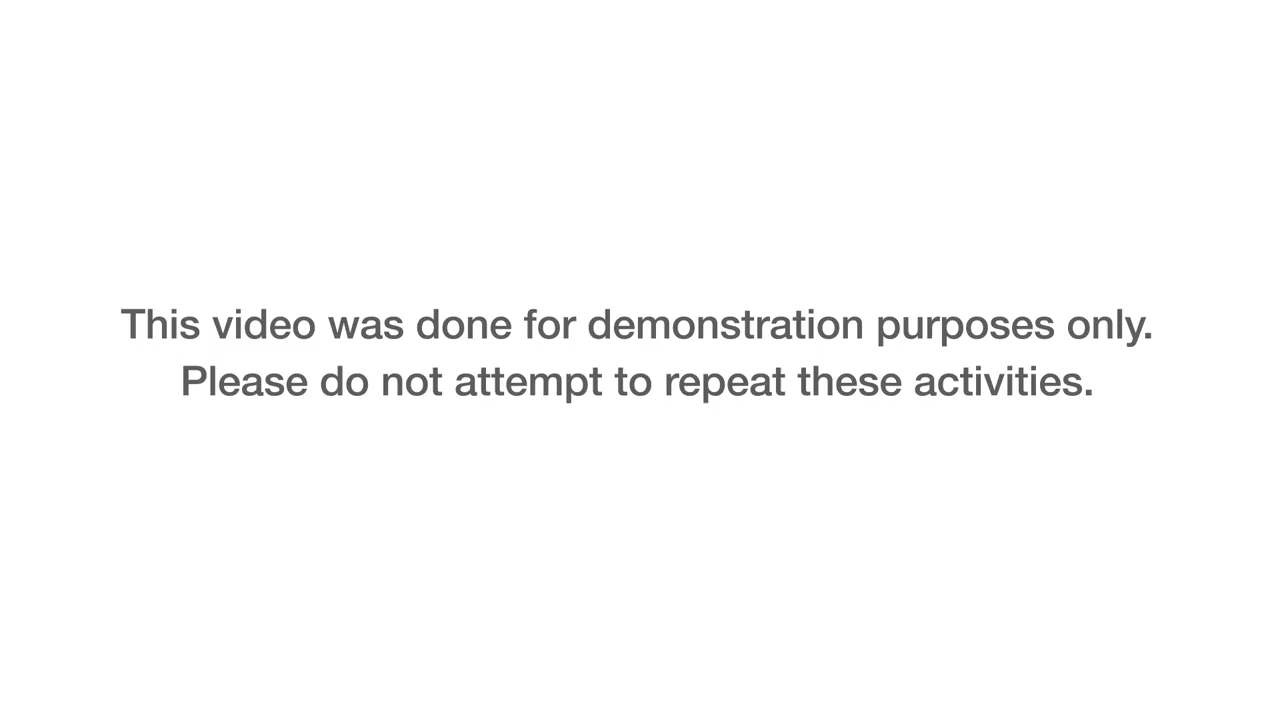 This video was done for demonstration purposes only.
Please do not attempt to repeat these activities.